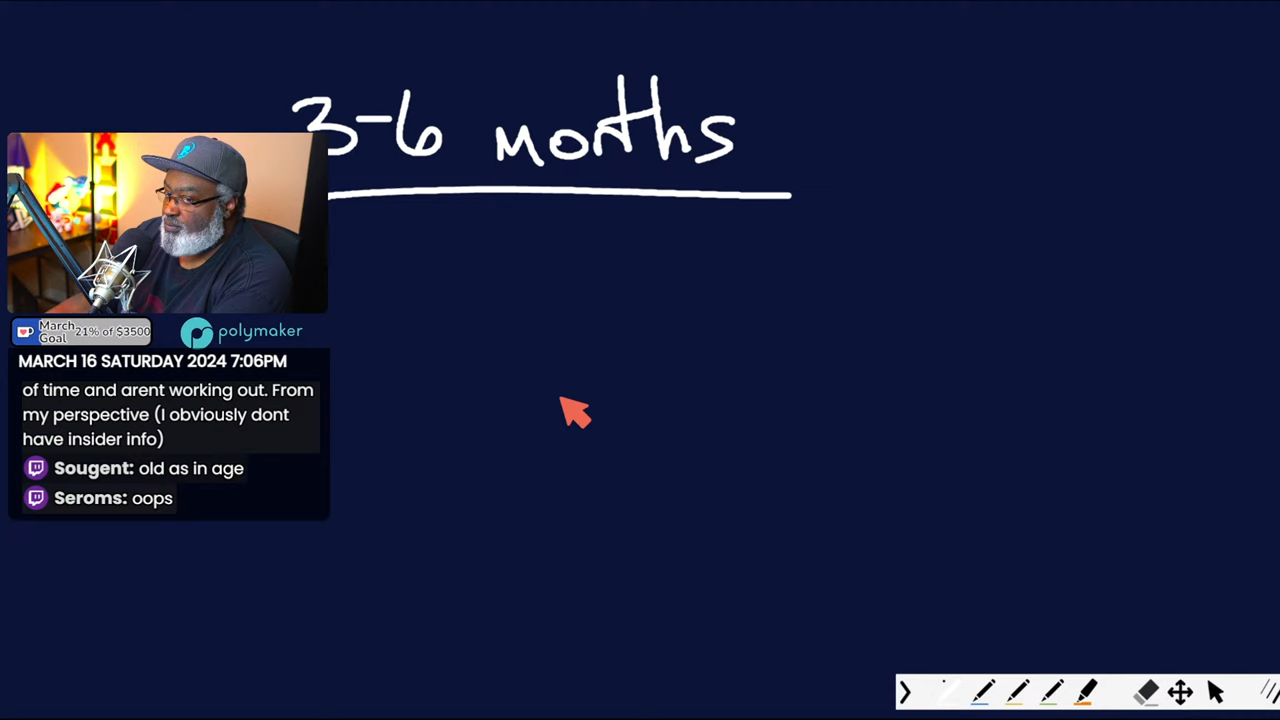 3-6 months
March
Goal
21% of $3500
polymaker
MARCH 16 SATURDAY 2024 7:06PM
of time and arent working out. From
my perspective (I obviously dont
have insider info)
Sougent: old as in age
Seroms: oops